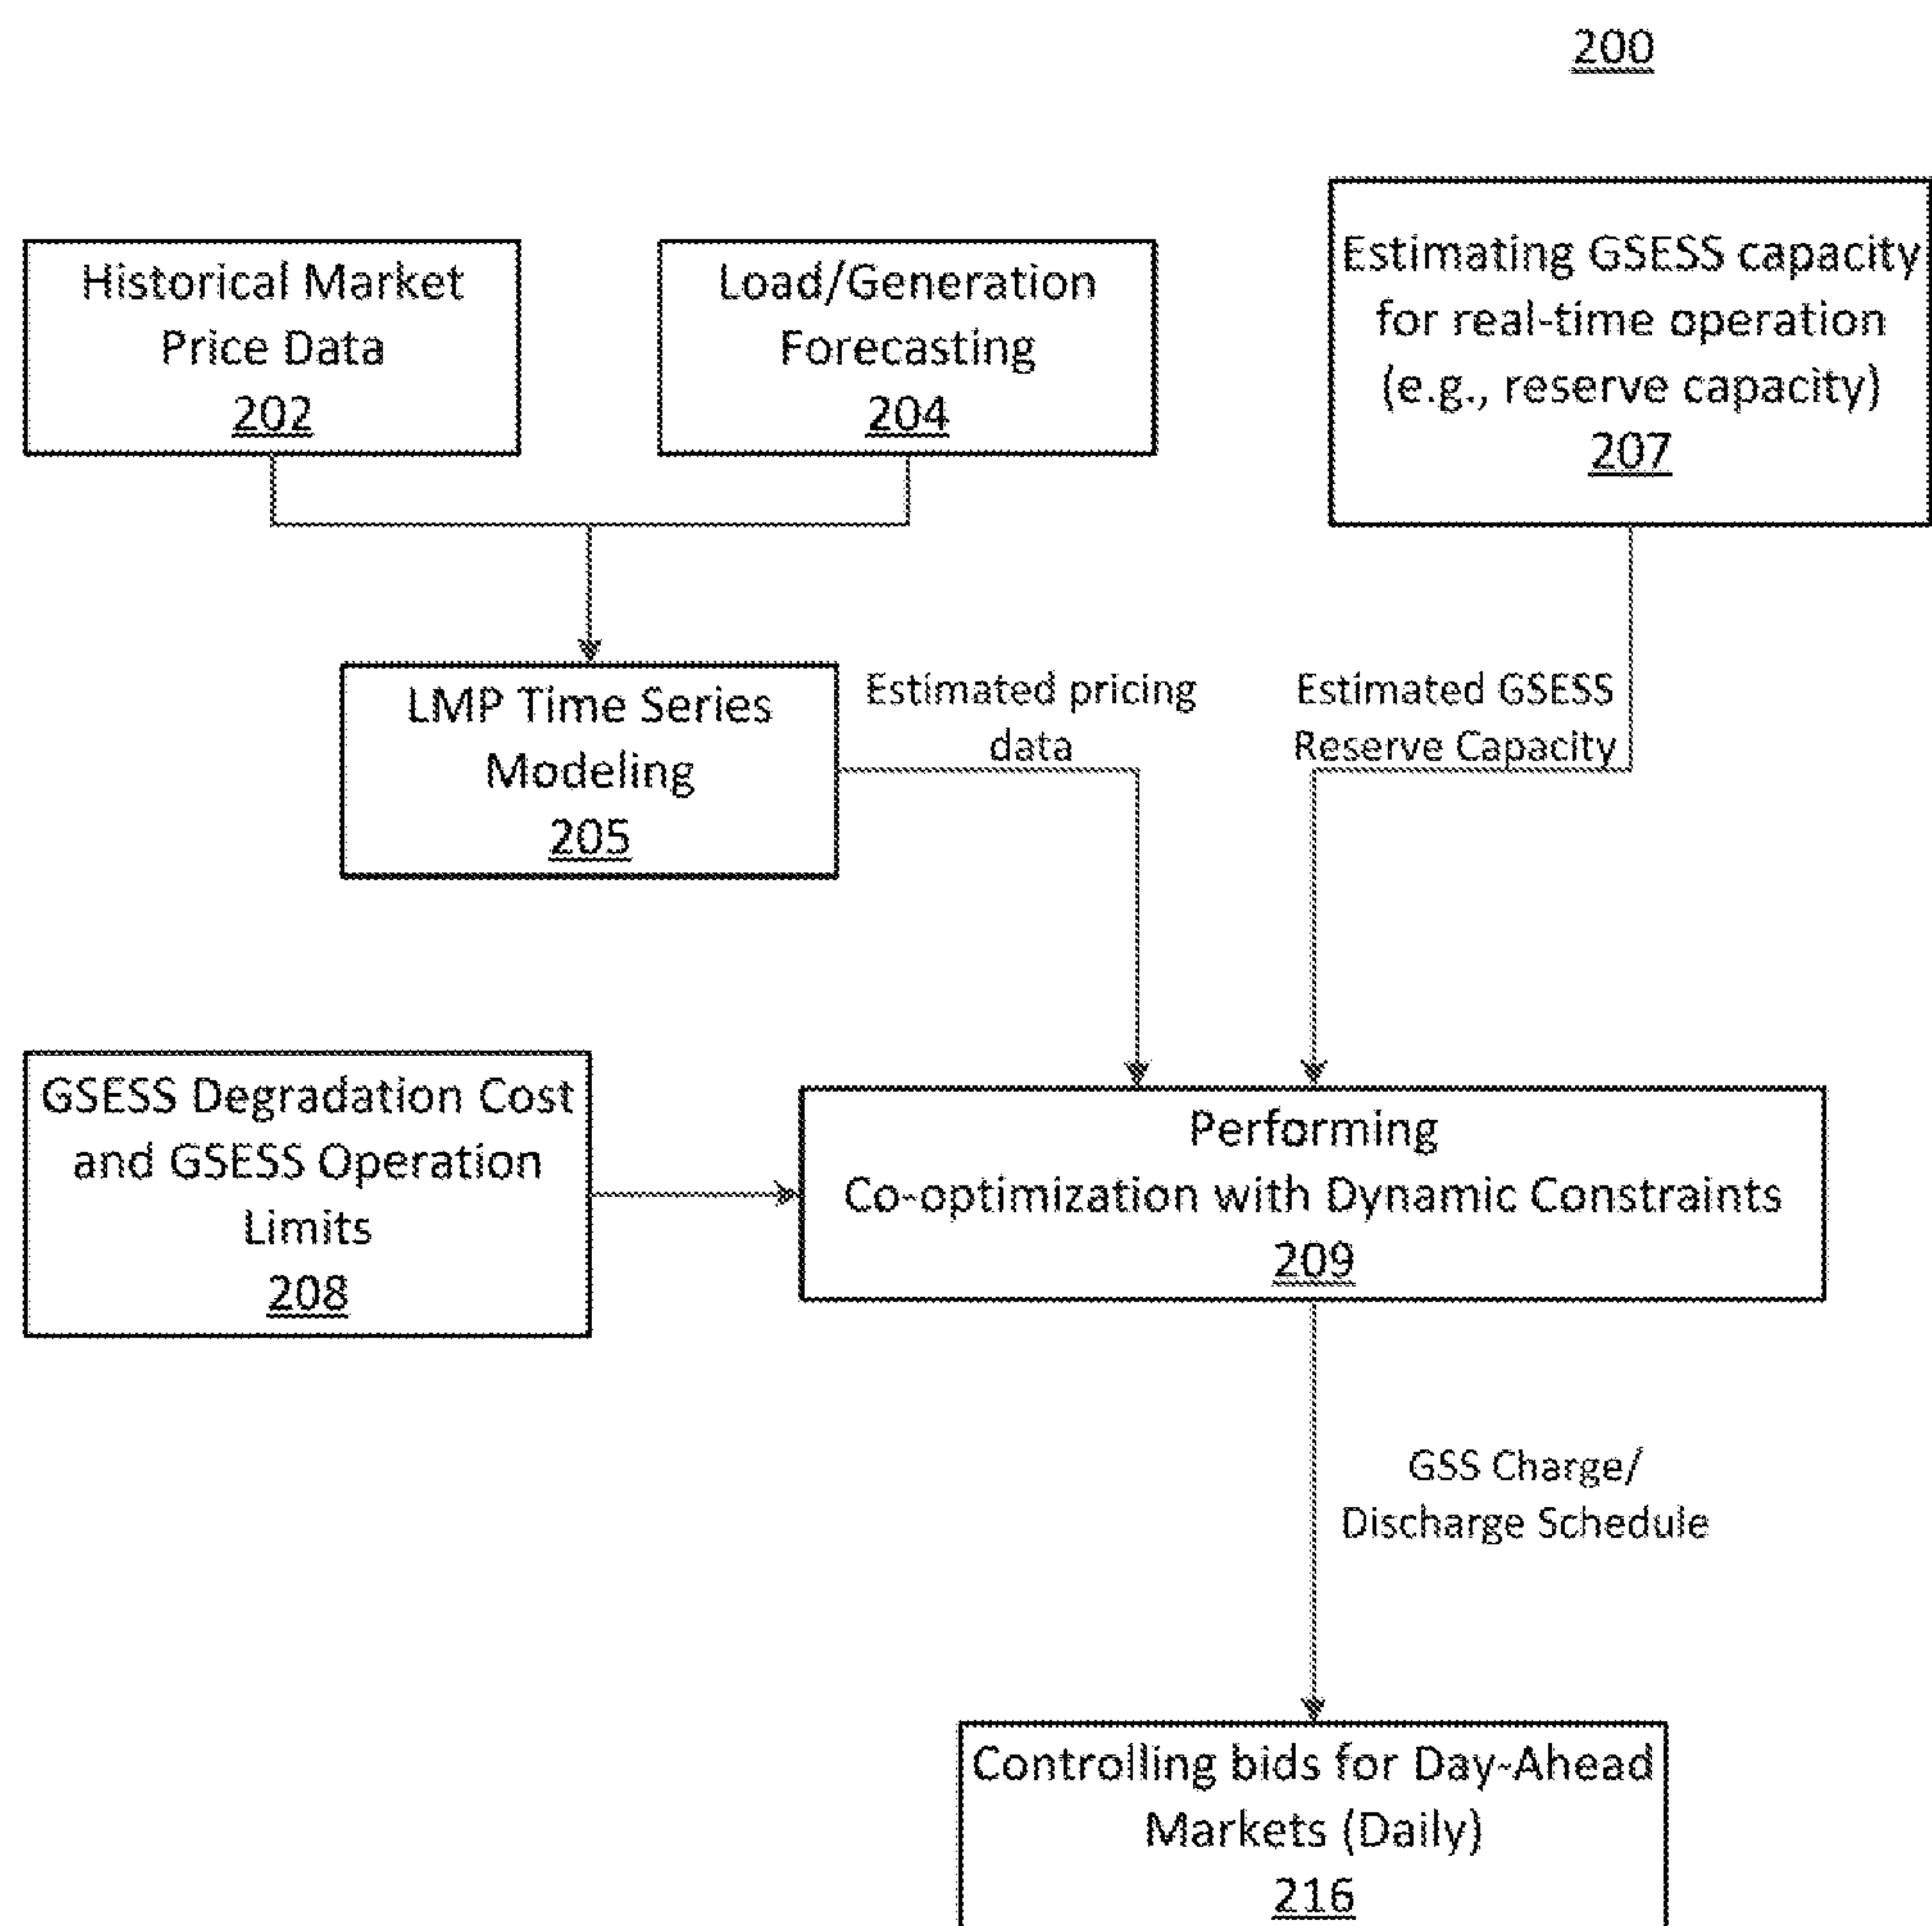 200
Historical Market
Price Data
202
Load/Generation
Forecasting
204
Estimating GSESS capacity
for real-time operation
(e.g., reserve capacity)
207
LMP Time Series
Modeling
205
Estimated pricing
data
Estimated GSESS
Reserve Capacity
GSESS Degradation Cost
and GSESS Operation
Limits
208
Performing
Co-optimization with Dynamic Constraints
209
GSS Charge/
Discharge Schedule
Controlling bids for Day-Ahead
Markets (Daily)
216